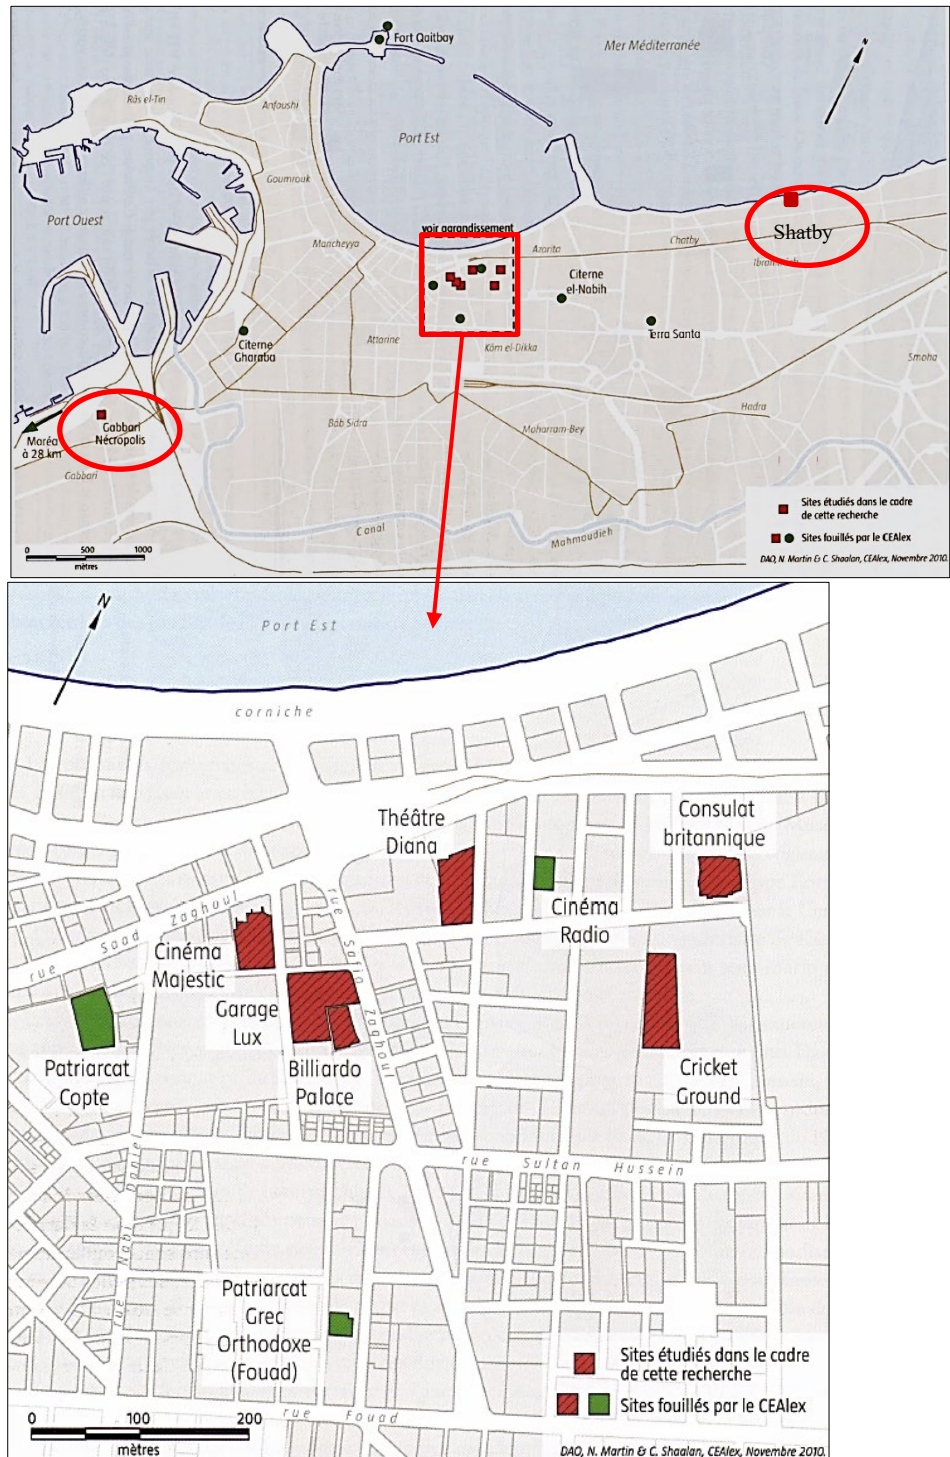 Fort Qaitbay
Mer Méditerranée
N
Râs el-Tin
Anfoushi
Port Est
Goumrouk
Port Ouest
Mancheyya
voir agrandissement
Azarita
Chatby
Shatby
Citerne
el-Nabih
Citerne
Gharaba
Attarine
Kôm el-Dikka
Terra Santa
Smoha
Gabbari
Nécropolis
Maréa
à 28 km
Gabbari
Bâb Sidra
Moharram-Bey
Hadra
Canal
Mahmoudieh
0 500 1000
mètres
Sites étudiés dans le cadre
de cette recherche
Sites fouillés par le CEAlex
DAO, N. Martin & C. Shaalan, CEAlex, Novembre 2010.
N
Port Est
corniche
Théâtre
Diana
Consulat
britannique
Cinéma
Radio
rue Saad Zaghoul
rue Safia Zaghoul
Cinéma
Majestic
Garage
Lux
Billiardo
Palace
Patriarcat
Copte
Cricket
Ground
rue Sultan Hussein
rue Nabi Daniel
Patriarcat
Grec
Orthodoxe
(Fouad)
rue Fouad
0 100 200
mètres
Sites étudiés dans le cadre
de cette recherche
Sites fouillés par le CEAlex
DAO, N. Martin & C. Shaalan, CEAlex, Novembre 2010.